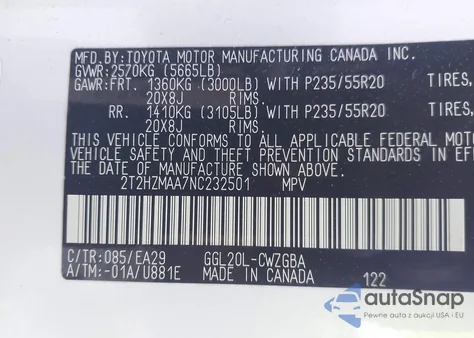 MFD.BY:TOYOTA MOTOR MANUFACTURING CANADA INC.
GVWR:2570KG (5665LB)
GAWR:FRT. 1360KG (3000LB) WITH P235/55R20 TIRES,
20X8J RIMS.
RR. 1410KG (3105LB) WITH P235/55R20 TIRES,
20X8J RIMS.
THIS VEHICLE CONFORMS TO ALL APPLICABLE FEDERAL MOTOR
VEHICLE SAFETY AND THEFT PREVENTION STANDARDS IN EFFECT
THE DATE OF MANUFACTURE SHOWN ABOVE.
2T2HZMAA7NC232501 MPV
C/TR:085/EA29 GGL20L-CWZGBA
A/TM:-01A/U881E MADE IN CANADA 122
autaSnap
Pewne auta z aukcji USA i EU